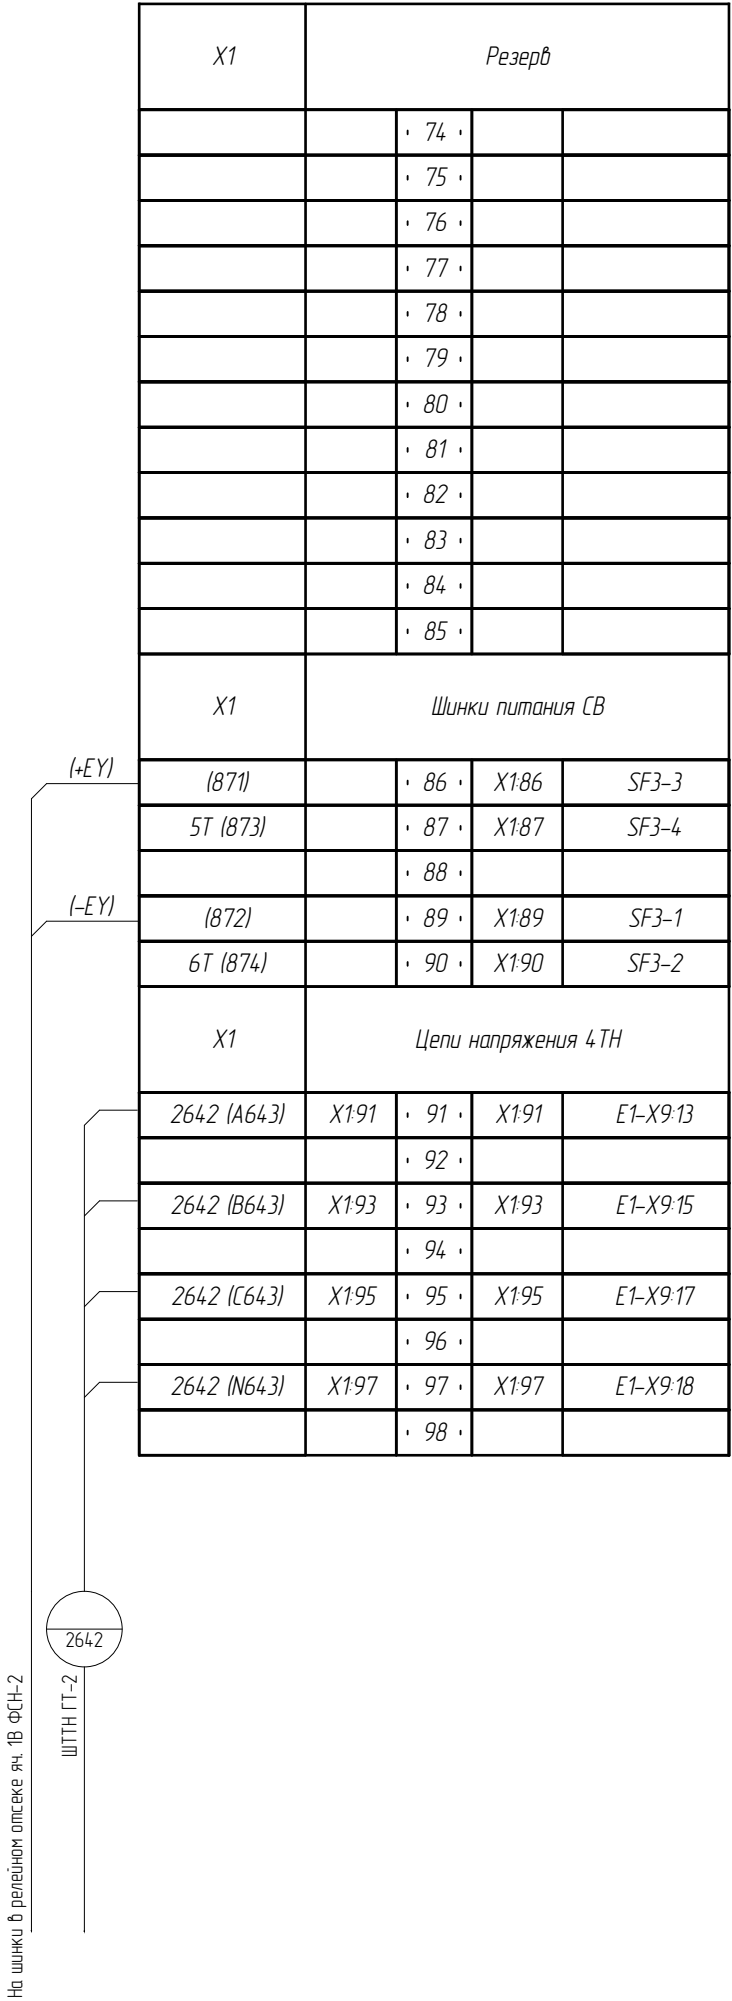 X1 Резерв
74
75
76
77
78
79
80
81
82
83
84
85
X1 Шинки питания СВ
(+EY) (871) 86 X1:86 SF3-3
5Т (873) 87 X1:87 SF3-4
88
(-EY) (872) 89 X1:89 SF3-1
6Т (874) 90 X1:90 SF3-2
X1 Цепи напряжения 4ТН
2642 (A643) X1:91 91 X1:91 E1-X9:13
92
2642 (B643) X1:93 93 X1:93 E1-X9:15
94
2642 (C643) X1:95 95 X1:95 E1-X9:17
96
2642 (N643) X1:97 97 X1:97 E1-X9:18
98
2642
На шинки в релейном отсеке яч. 1В ФСН-2
ШТТН ГТ-2